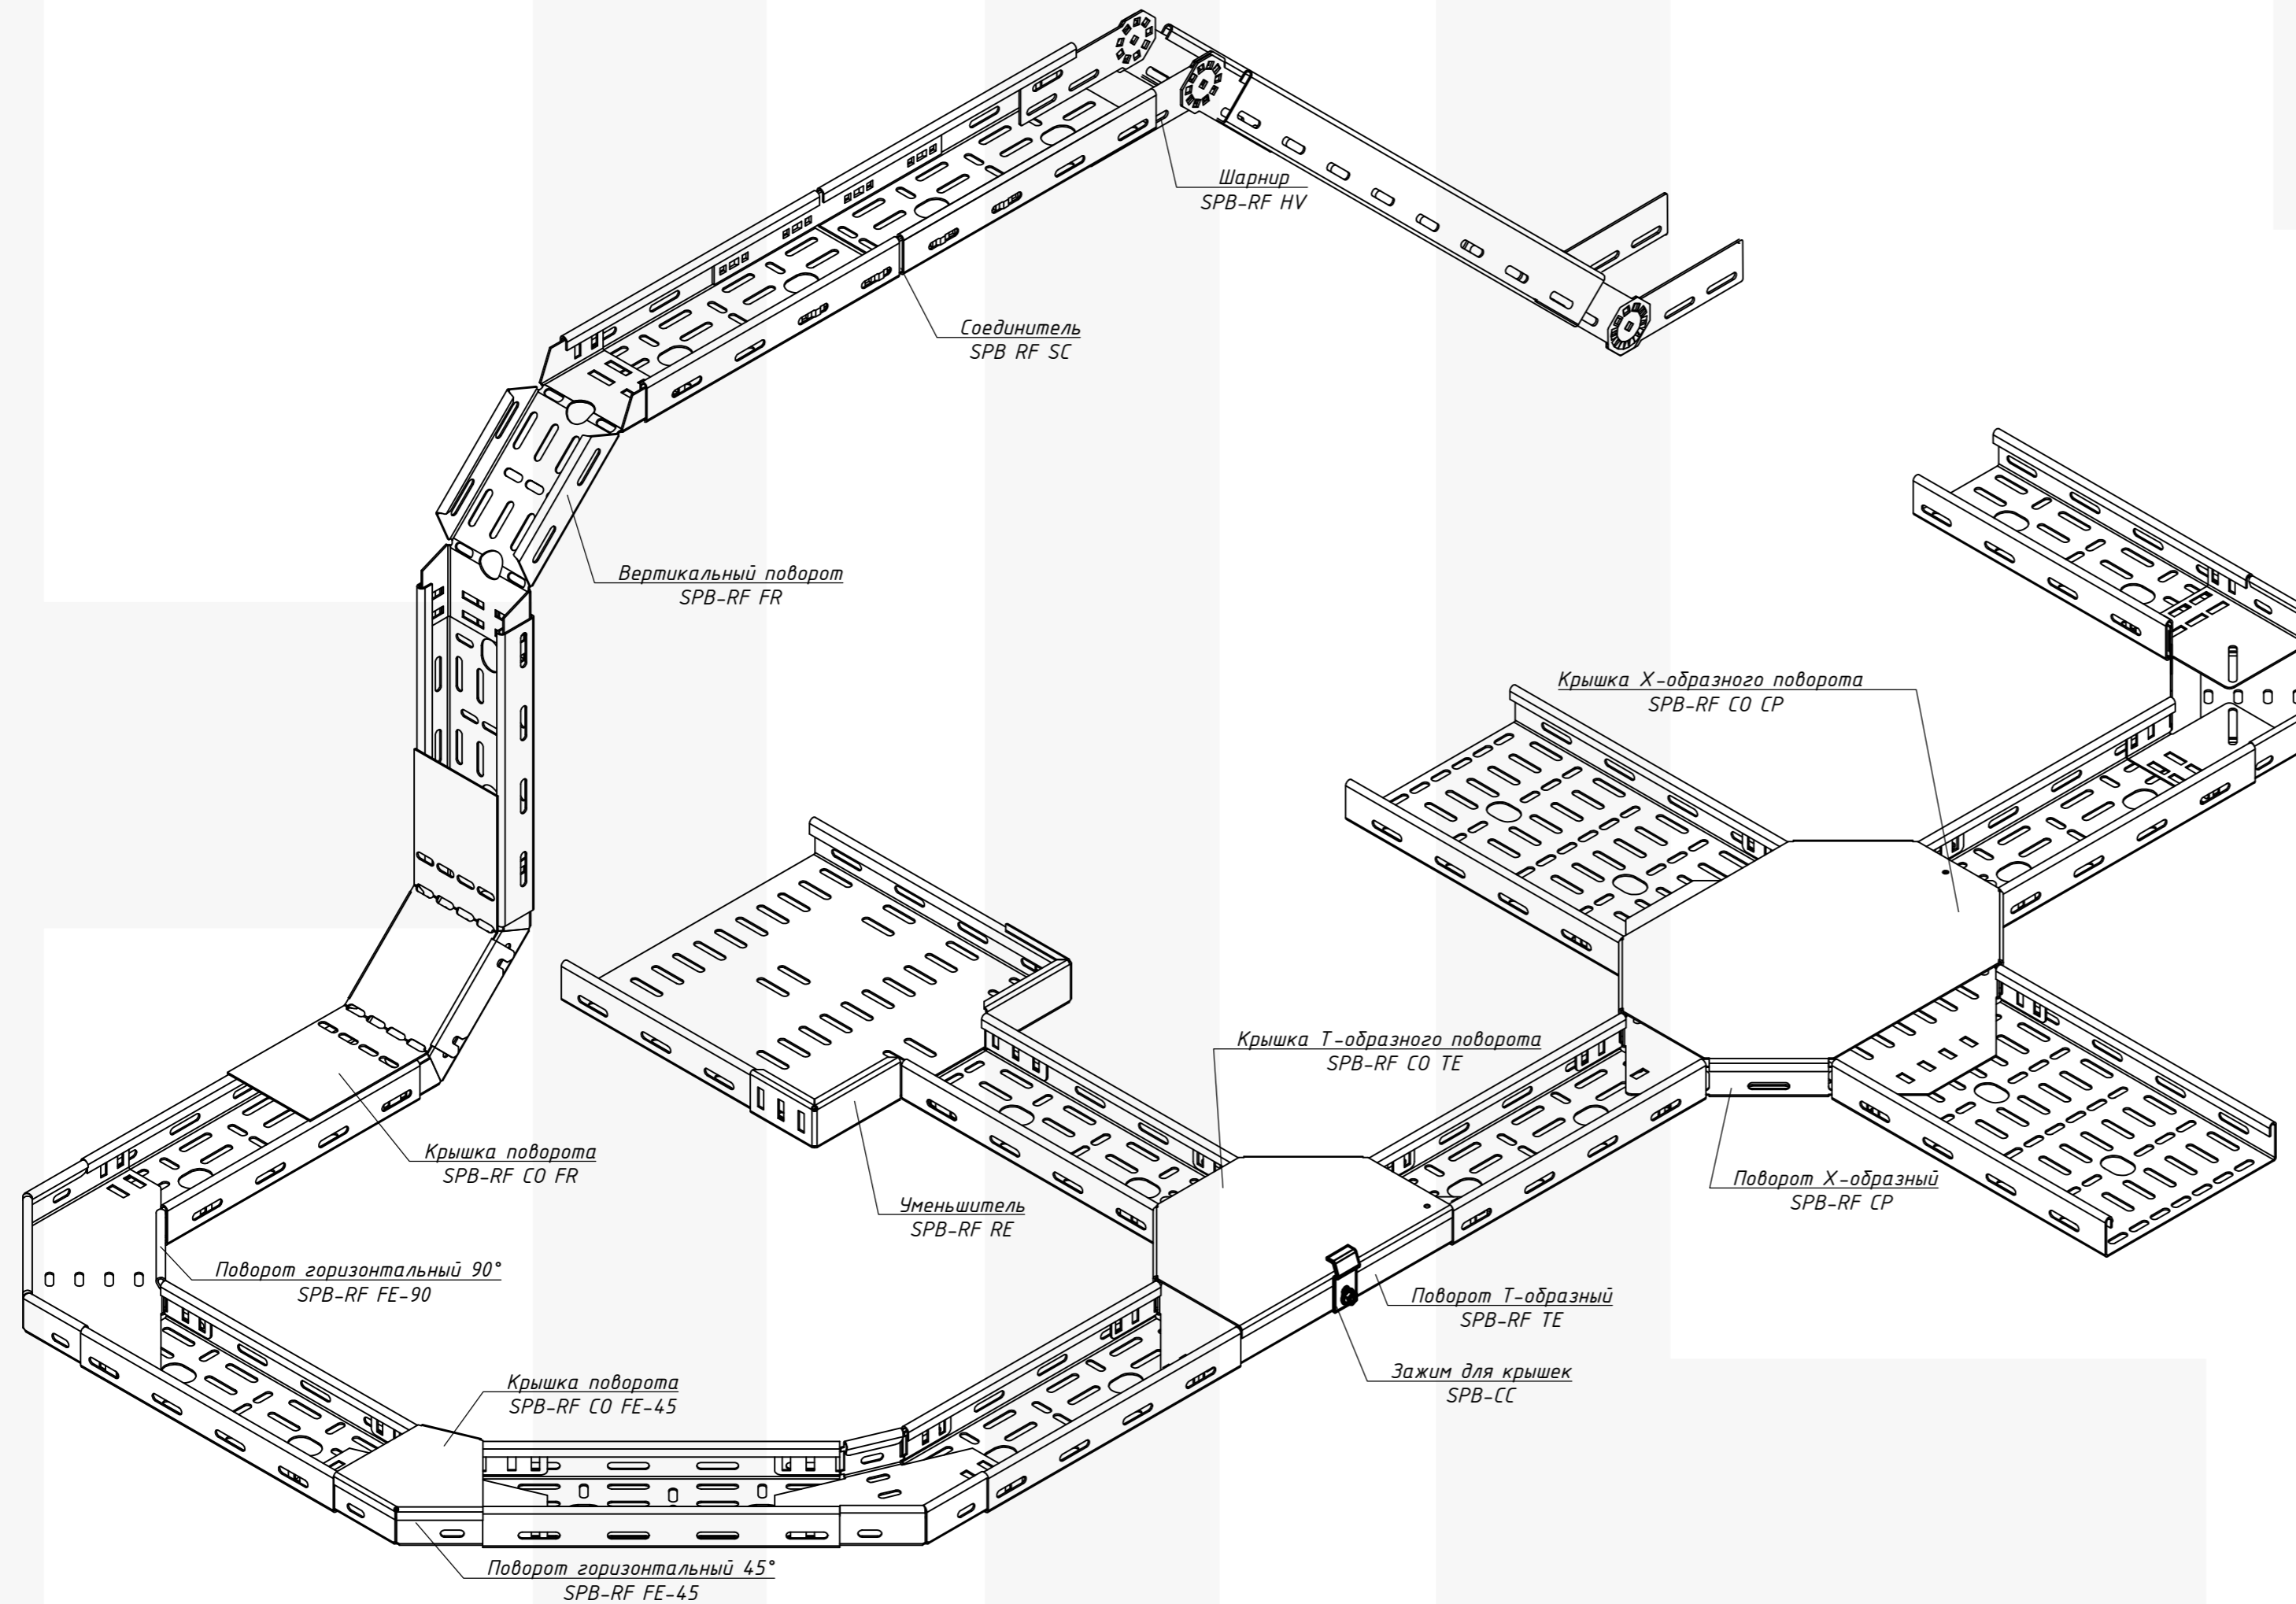 Шарнир
SPB-RF HV
Соединитель
SPB RF SC
Вертикальный поворот
SPB-RF FR
Крышка Х-образного поворота
SPB-RF CO CP
Крышка Т-образного поворота
SPB-RF CO TE
Крышка поворота
SPB-RF CO FR
Уменьшитель
SPB-RF RE
Поворот Х-образный
SPB-RF CP
Поворот горизонтальный 90°
SPB-RF FE-90
Поворот Т-образный
SPB-RF TE
Зажим для крышек
SPB-CC
Крышка поворота
SPB-RF CO FE-45
Поворот горизонтальный 45°
SPB-RF FE-45